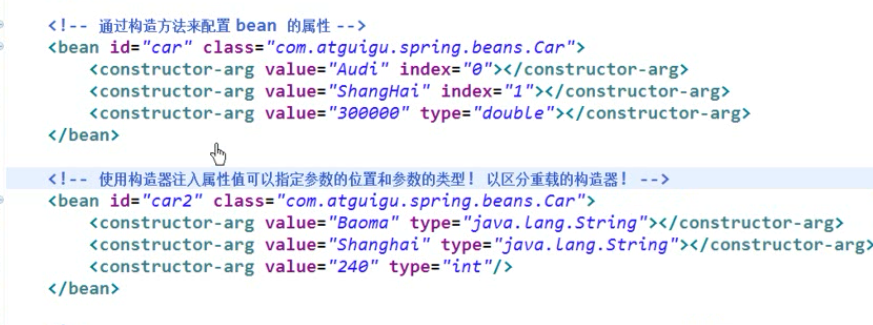 <!-- 通过构造方法来配置 bean 的属性 -->
<bean id="car" class="com.atguigu.spring.beans.Car">
    <constructor-arg value="Audi" index="0"></constructor-arg>
    <constructor-arg value="ShangHai" index="1"></constructor-arg>
    <constructor-arg value="300000" type="double"></constructor-arg>
</bean>
<!-- 使用构造器注入属性值可以指定参数的位置和参数的类型! 以区分重载的构造器! -->
<bean id="car2" class="com.atguigu.spring.beans.Car">
    <constructor-arg value="Baoma" type="java.lang.String"></constructor-arg>
    <constructor-arg value="Shanghai" type="java.lang.String"></constructor-arg>
    <constructor-arg value="240" type="int"/>
</bean>